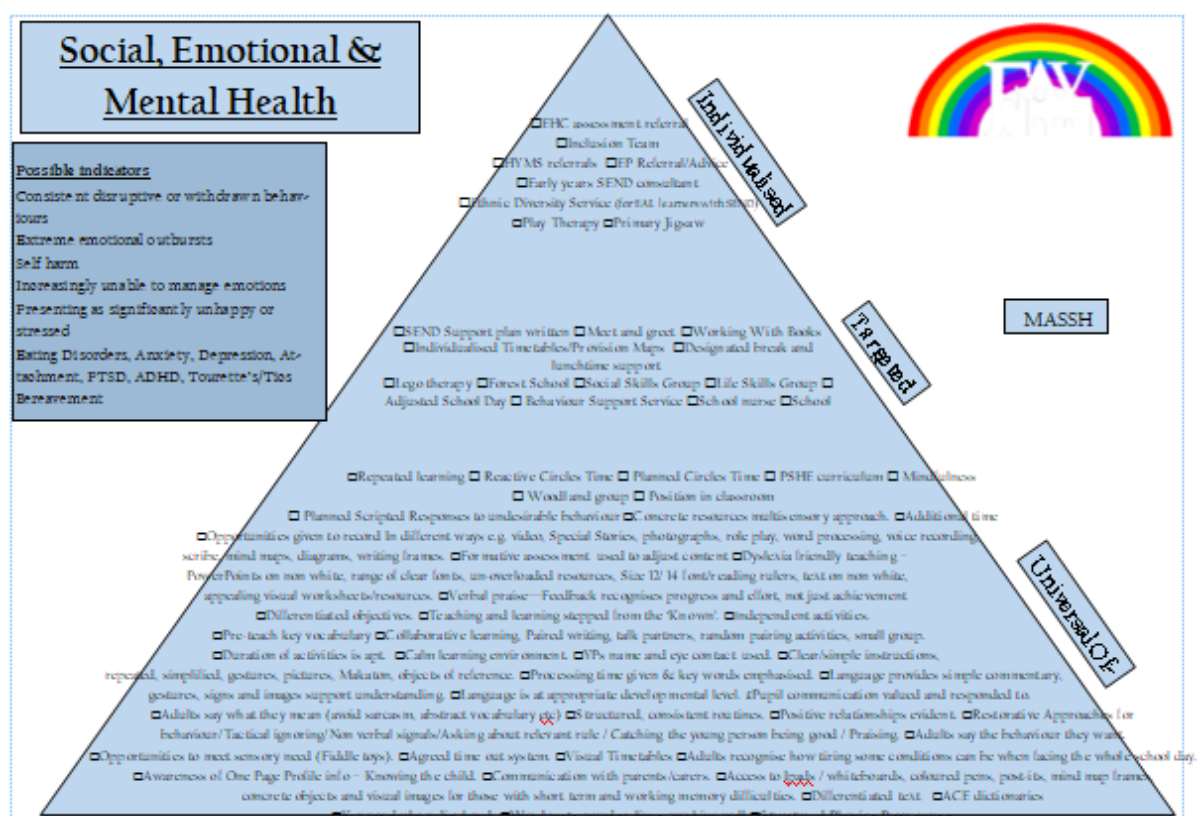 Social, Emotional &
Mental Health
Possible indicators
Consistent disruptive or withdrawn behav-
iours
Extreme emotional outbursts
Self harm
Increasingly unable to manage emotions
Presenting as significantly unhappy or
stressed
Eating Disorders, Anxiety, Depression, At-
tachment, PTSD, ADHD, Tourette's/Tics
Bereavement
Individualised
□EHC assessment referral
□Inclusion Team
□HYMS referrals □EP Referral/Advice
□Early years SEND consultant
□Ethnic Diversity Service (for EAL learners with SEND)
□Play Therapy □Primary Jigsaw
MASSH
Targeted
□SEND Support plan written □Meet and greet □Working With Books
□Individualised Timetables/Provision Maps □Designated break and
lunchtime support
□Lego therapy □Forest School □Social Skills Group □Life Skills Group □
Adjusted School Day □ Behaviour Support Service □School nurse □School
Universal Of-
□Repeated learning □ Reactive Circles Time □ Planned Circles Time □ PSHE curriculum □ Mindfulness
□ Woodland group □ Position in classroom
□ Planned Scripted Responses to undesirable behaviour □Concrete resources multisensory approach. □Additional time
□Opportunities given to record In different ways e.g. video, Special Stories, photographs, role play, word processing, voice recording,
scribe, mind maps, diagrams, writing frames. □Formative assessment used to adjust content □Dyslexia friendly teaching –
PowerPoints on non white, range of clear fonts, un-overloaded resources, Size 12/ 14 font/reading rulers, text on non white,
appealing visual worksheets/resources. □Verbal praise—Feedback recognises progress and effort, not just achievement
□Differentiated objectives. □Teaching and learning stepped from the 'Known'. □Independent activities.
□Pre-teach key vocabulary □Collaborative learning, Paired writing, talk partners, random pairing activities, small group.
□Duration of activities is apt. □Calm learning environment. □YPs name and eye contact used. □Clear/simple instructions,
repeated, simplified, gestures, pictures, Makaton, objects of reference. □Processing time given & key words emphasised. □Language provides simple commentary,
gestures, signs and images support understanding. □Language is at appropriate developmental level. £Pupil communication valued and responded to.
□Adults say what they mean (avoid sarcasm, abstract vocabulary etc) □Structured, consistent routines. □Positive relationships evident. □Restorative Approaches for
behaviour/ Tactical ignoring/ Non verbal signals/Asking about relevant rule / Catching the young person being good / Praising. □Adults say the behaviour they want,
□Opportunities to meet sensory need (Fiddle toys). □Agreed time out system. □Visual Timetables □Adults recognise how tiring some conditions can be when facing the whole school day.
□Awareness of One Page Profile info – Knowing the child. □Communication with parents/carers. □Access to Ipads / whiteboards, coloured pens, post-its, mind map frame
concrete objects and visual images for those with short term and working memory difficulties. □Differentiated text □ACE dictionaries